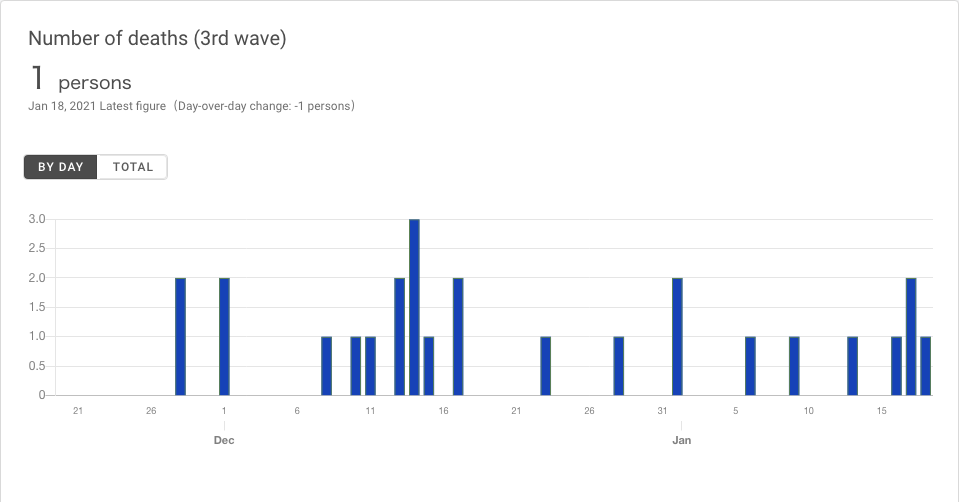 Number of deaths (3rd wave)
1 persons
Jan 18, 2021 Latest figure（Day-over-day change: -1 persons）
BY DAY TOTAL
3.0
2.5
2.0
1.5
1.0
0.5
0
21 26 1 6 11 16 21 26 31 5 10 15
Dec Jan